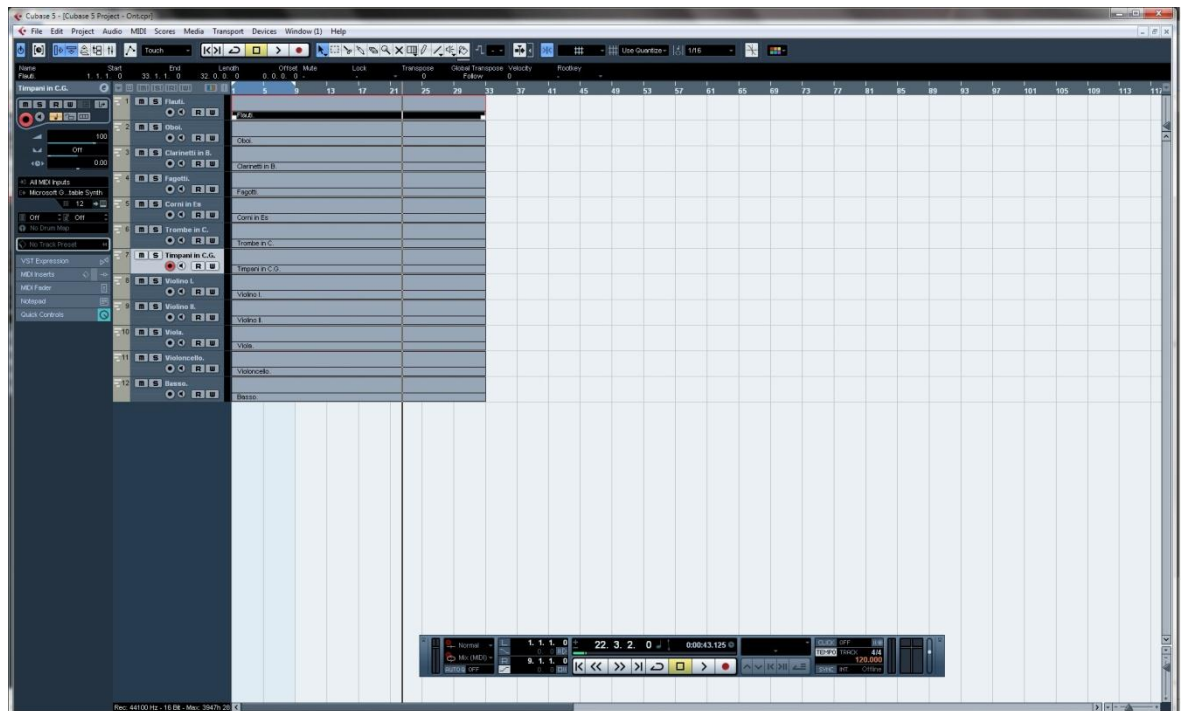 Cubase 5 - [Cubase 5 Project - Ont.cpr]
File Edit Project Audio MIDI Scores Media Transport Devices Window (1) Help
Touch Use Quantize 1/16
Name Start End Length Offset Mute Lock Transpose Global Transpose Velocity Rootkey
Flauti. 1. 1. 1. 0 33. 1. 1. 0 32. 0. 0. 0 0. 0. 0. 0 - - - 0 Follow 0 - -
Timpani in C.G.
1 5 9 13 17 21 25 29 33 37 41 45 49 53 57 61 65 69 73 77 81 85 89 93 97 101 105 109 113 117
100
Off
0.00
All MIDI Inputs
Microsoft G..table Synth
12
Off Off
No Drum Map
No Track Preset
VST Expression
MIDI Inserts
MIDI Fader
Notepad
Quick Controls
1 m S Flauti.
R W
Flauti.
2 m S Oboi.
R W
Oboi.
3 m S Clarinetti in B.
R W
Clarinetti in B.
4 m S Fagotti.
R W
Fagotti.
5 m S Corni in Es
R W
Corni in Es
6 m S Trombe in C.
R W
Trombe in C.
7 m S Timpani in C.G.
R W
Timpani in C.G.
8 m S Violino I.
R W
Violino I.
9 m S Violino II.
R W
Violino II.
10 m S Viola.
R W
Viola.
11 m S Violoncello.
R W
Violoncello.
12 m S Basso.
R W
Basso.
Normal
Mix (MIDI)
AUTO Q OFF
L 1. 1. 1. 0
R 9. 1. 1. 0
22. 3. 2. 0 0:00:43.125
CLICK OFF
TEMPO TRACK 4/4
120.000
SYNC INT. Offline
Rec: 44100 Hz - 16 Bit - Max: 3947h 28